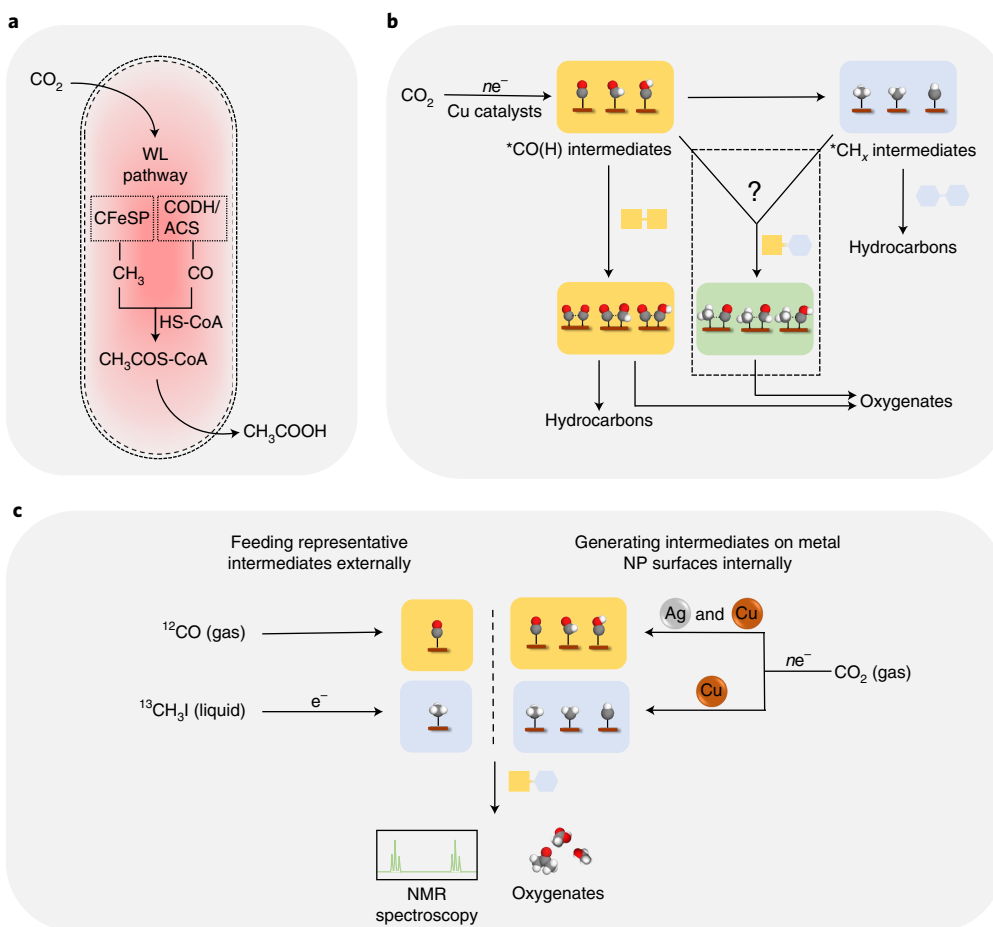 a
CO₂
WL
pathway
CFeSP
CODH/
ACS
CH₃
CO
HS-CoA
CH₃COS-CoA
CH₃COOH
b
CO₂
ne⁻
Cu catalysts
*CO(H) intermediates
*CHₓ intermediates
?
Hydrocarbons
Hydrocarbons
Oxygenates
c
Feeding representative
intermediates externally
Generating intermediates on metal
NP surfaces internally
¹²CO (gas)
Ag and Cu
ne⁻
CO₂ (gas)
¹³CH₃I (liquid)
e⁻
Cu
NMR
spectroscopy
Oxygenates